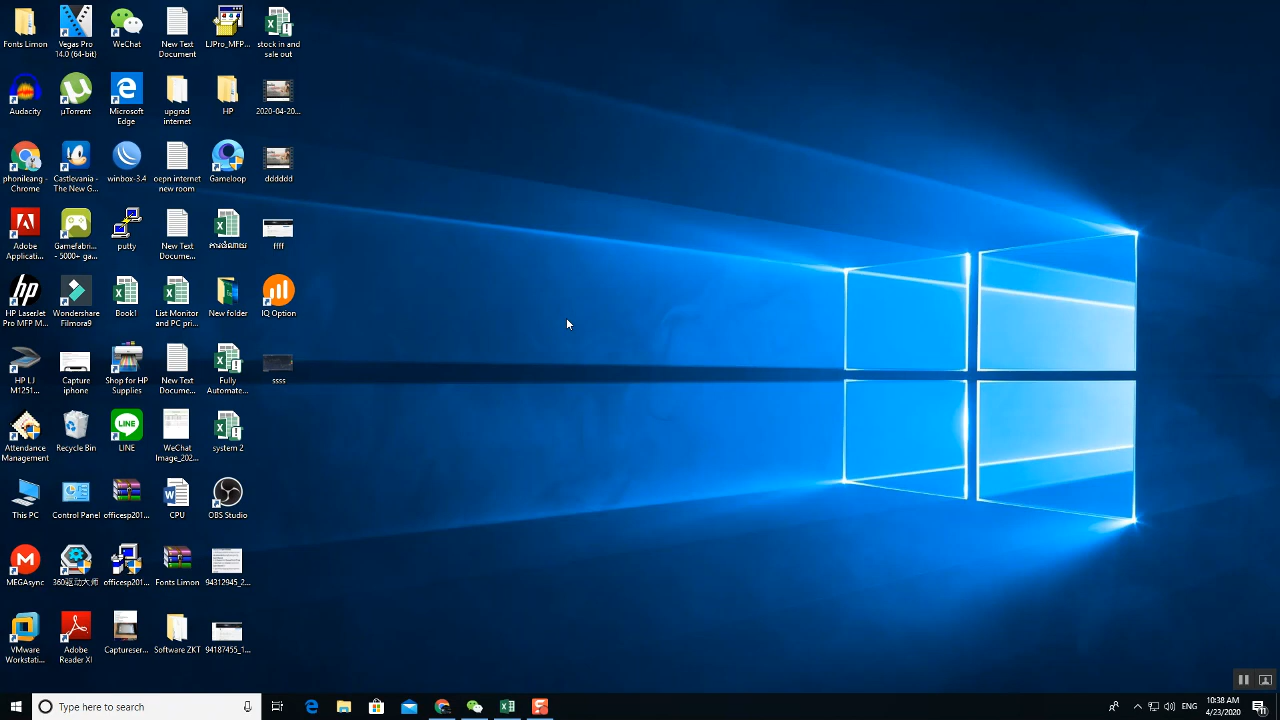 Fonts Limon
Vegas Pro
14.0 (64-bit)
WeChat
New Text
Document
LJPro_MFP...
stock in and
sale out
Audacity
µTorrent
Microsoft
Edge
upgrad
internet
HP
2020-04-20...
phonileang -
Chrome
Castlevania -
The New G...
winbox-3.4
oepn internet
new room
Gameloop
dddddd
Adobe
Applicati...
Gamefabri...
- 5000+ ga...
putty
New Text
Docume...
ffff
HP LaserJet
Pro MFP M...
Wondershare
Filmora9
Book1
List Monitor
and PC pri...
New folder
IQ Option
HP LJ
M1251...
Capture
iphone
Shop for HP
Supplies
New Text
Docume...
Fully
Automate...
ssss
Attendance
Management
Recycle Bin
LINE
WeChat
Image_202...
system 2
This PC
Control Panel
officesp201...
CPU
OBS Studio
MEGAsync
360驱动大师
officesp201...
Fonts Limon
94312945_2...
VMware
Workstati...
Adobe
Reader XI
Captureser...
Software ZKT
94187455_1...
Type here to search
ENG
10:38 AM
4/23/2020